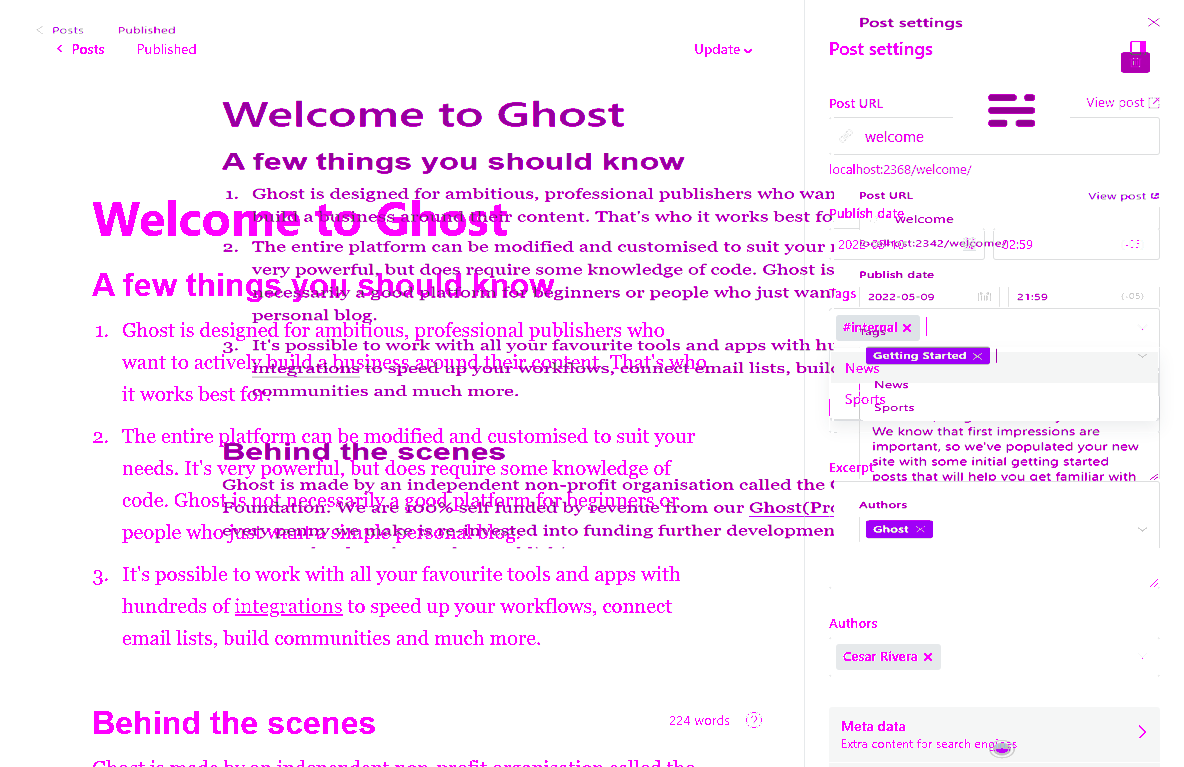 Posts Published
Posts Published Update
Welcome to Ghost
A few things you should know
1. Ghost is designed for ambitious, professional publishers who wan
build a business around their content. That's who it works best fo
2. The entire platform can be modified and customised to suit your
very powerful, but does require some knowledge of code. Ghost is
necessarily a good platform for beginners or people who just wan
personal blog.
3. It's possible to work with all your favourite tools and apps with hu
integrations to speed up your workflows, connect email lists, build
communities and much more.
Behind the scenes
Ghost is made by an independent non-profit organisation called the
Foundation. We are 100% self funded by revenue from our Ghost(Pro
every penny we make is re-invested into funding further developmen
Welcome to Ghost
A few things you should know
1. Ghost is designed for ambitious, professional publishers who
want to actively build a business around their content. That's who
it works best for.
2. The entire platform can be modified and customised to suit your
needs. It's very powerful, but does require some knowledge of
code. Ghost is not necessarily a good platform for beginners or
people who just want a simple personal blog.
3. It's possible to work with all your favourite tools and apps with
hundreds of integrations to speed up your workflows, connect
email lists, build communities and much more.
Behind the scenes
224 words
Ghost is made by an independent non-profit organisation called the
Post settings
Post settings
Post URL View post
welcome
localhost:2368/welcome/
Post URL View post
welcome
localhost:2342/welcome/
Publish date
02:59
Publish date
2022-05-09 21:59 (-05)
Tags
#internal
News
Sports
Tags
Getting Started
News
Sports
We know that first impressions are
important, so we've populated your new
site with some initial getting started
posts that will help you get familiar with
Excerpt
Authors
Ghost
Authors
Cesar Rivera
Meta data
Extra content for search engines